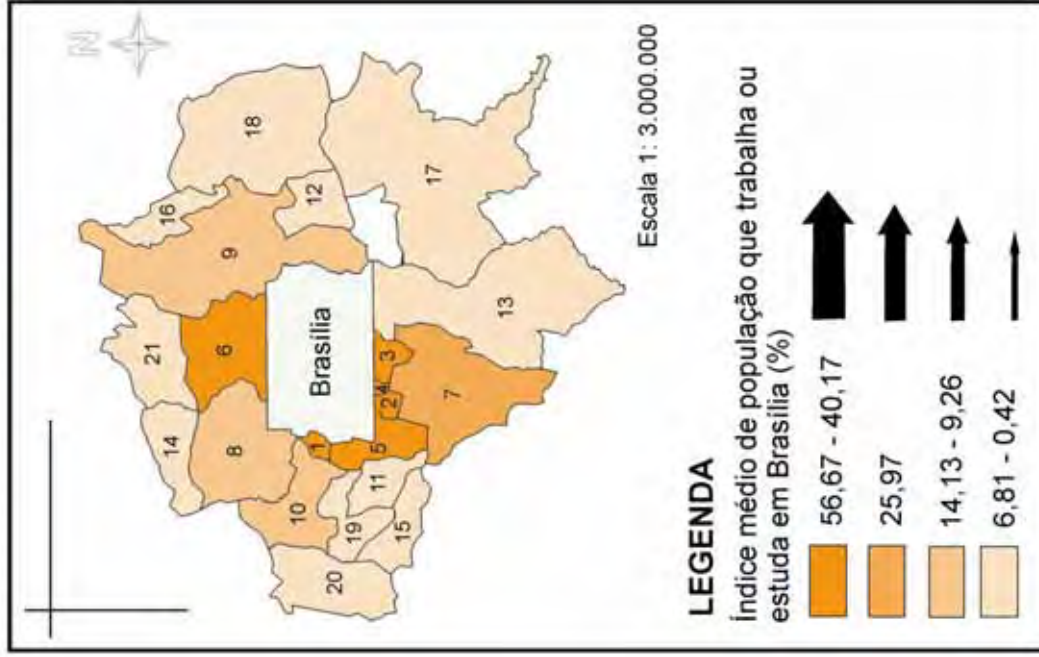 N
18
16
12
9
17
21
6
Brasília
13
14
8
3
4
2
7
1
5
10
11
19
15
20
Escala 1: 3.000.000
LEGENDA
Índice médio de população que trabalha ou
estuda em Brasília (%)
56,67 - 40,17
25,97
14,13 - 9,26
6,81 - 0,42